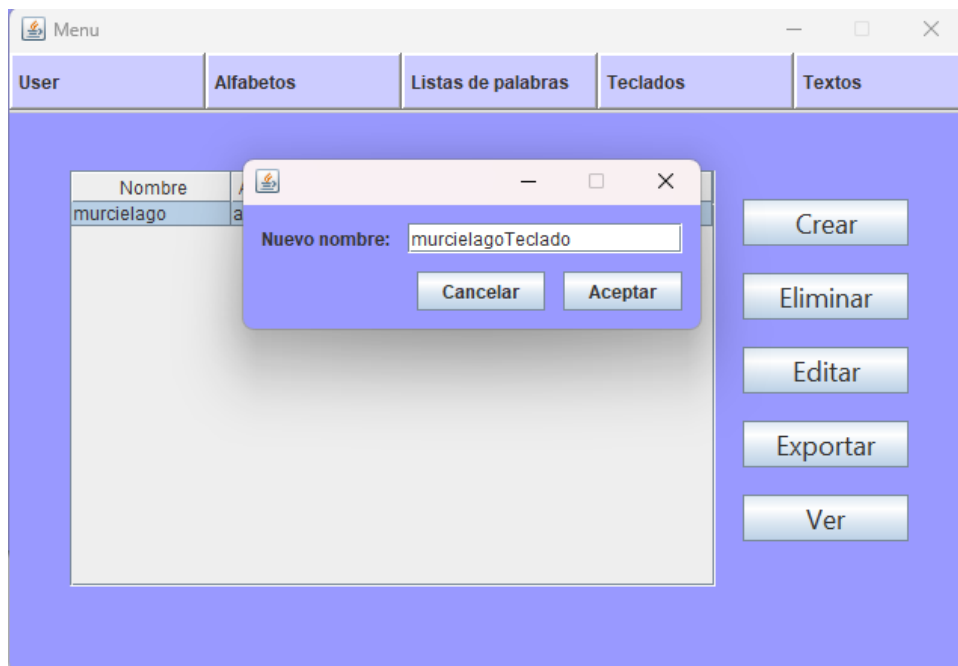 Menu
User Alfabetos Listas de palabras Teclados Textos
Nombre
murcielago
Nuevo nombre: murcielagoTeclado
Cancelar Aceptar
Crear
Eliminar
Editar
Exportar
Ver